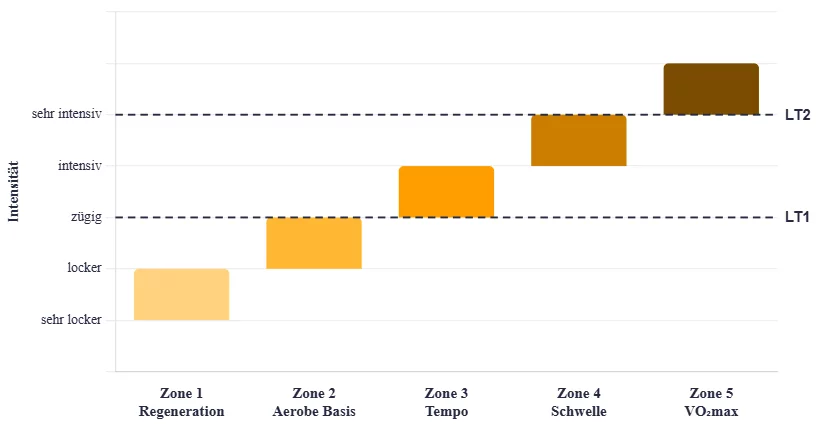 sehr intensiv
LT2
intensiv
zügig
LT1
locker
sehr locker
Intensität
Zone 1
Regeneration
Zone 2
Aerobe Basis
Zone 3
Tempo
Zone 4
Schwelle
Zone 5
VO₂max